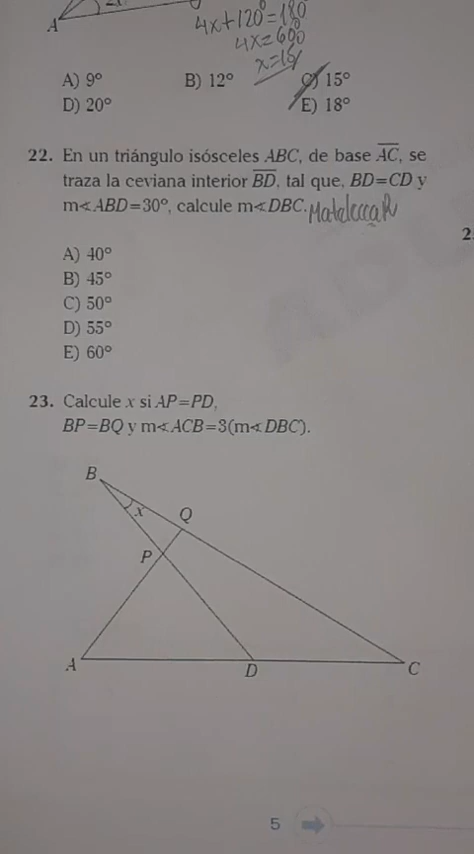 A
2x
4x+120°=180°
4x=60°
x=15
A) 9° B) 12° C) 15°
D) 20° E) 18°
22. En un triángulo isósceles ABC, de base AC, se
traza la ceviana interior BD, tal que, BD=CD y
m∢ABD=30°, calcule m∢DBC.
A) 40°
B) 45°
C) 50°
D) 55°
E) 60°
2
23. Calcule x si AP=PD,
BP=BQ y m∢ACB=3(m∢DBC).
B
x
Q
P
A
D
C
5